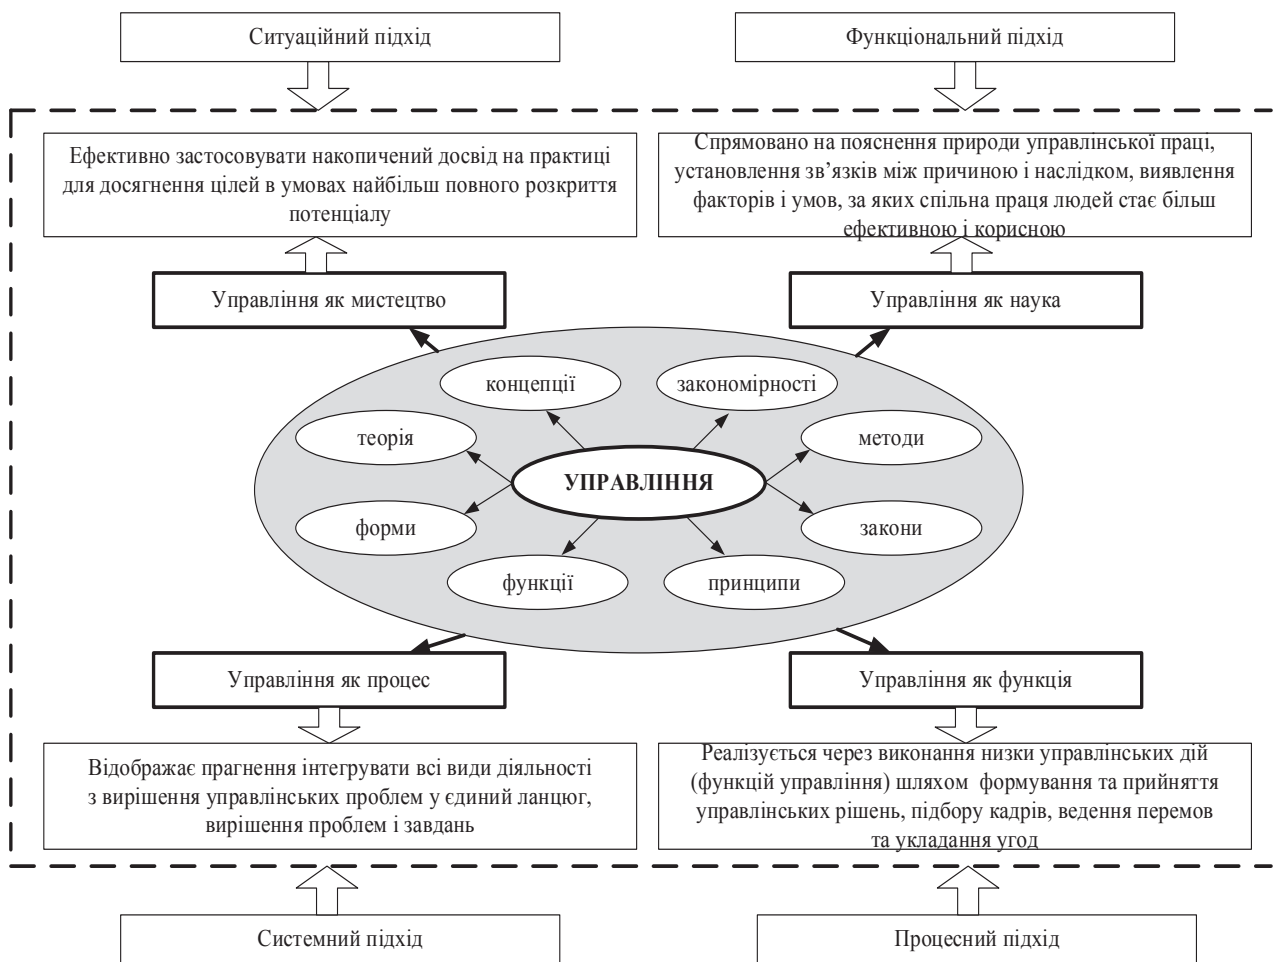 Ситуаційний підхід
Функціональний підхід
Ефективно застосовувати накопичений досвід на практиці
для досягнення цілей в умовах найбільш повного розкриття
потенціалу
Спрямовано на пояснення природи управлінської праці,
установлення зв’язків між причиною і наслідком, виявлення
факторів і умов, за яких спільна праця людей стає більш
ефективною і корисною
Управління як мистецтво
Управління як наука
концепції
закономірності
теорія
методи
УПРАВЛІННЯ
форми
закони
функції
принципи
Управління як процес
Управління як функція
Відображає прагнення інтегрувати всі види діяльності
з вирішення управлінських проблем у єдиний ланцюг,
вирішення проблем і завдань
Реалізується через виконання низки управлінських дій
(функцій управління) шляхом формування та прийняття
управлінських рішень, підбору кадрів, ведення перемов
та укладання угод
Системний підхід
Процесний підхід